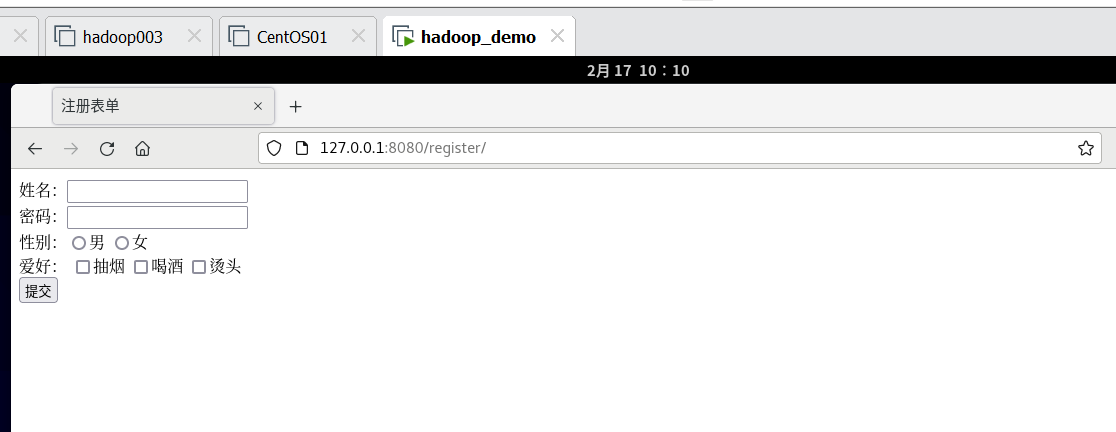 hadoop003 CentOS01 hadoop_demo
2月 17 10：10
注册表单
127.0.0.1:8080/register/
姓名：
密码：
性别： 男 女
爱好： 抽烟 喝酒 烫头
提交